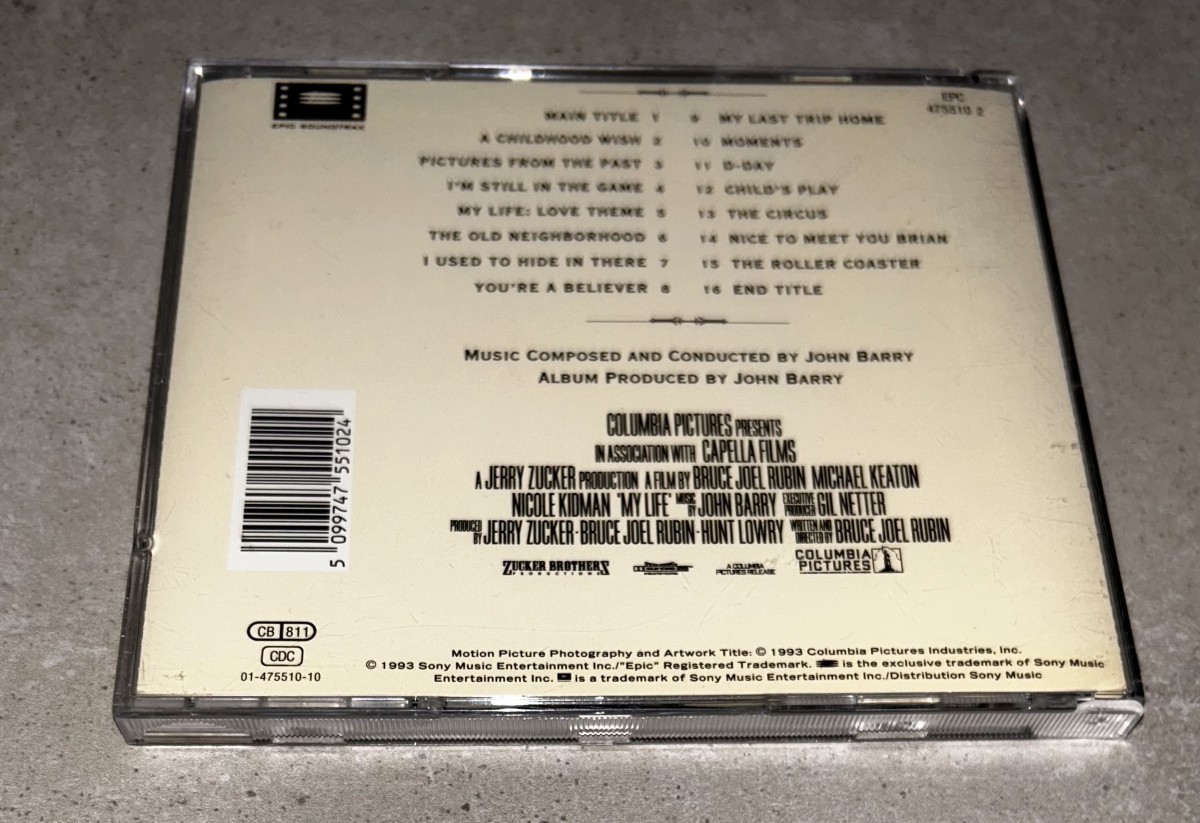 EPIC SOUNDTRAX
EPC
475510 2
MAIN TITLE 1
A CHILDHOOD WISH 2
PICTURES FROM THE PAST 3
I'M STILL IN THE GAME 4
MY LIFE: LOVE THEME 5
THE OLD NEIGHBORHOOD 6
I USED TO HIDE IN THERE 7
YOU'RE A BELIEVER 8
9 MY LAST TRIP HOME
10 MOMENTS
11 D-DAY
12 CHILD'S PLAY
13 THE CIRCUS
14 NICE TO MEET YOU BRIAN
15 THE ROLLER COASTER
16 END TITLE
MUSIC COMPOSED AND CONDUCTED BY JOHN BARRY
ALBUM PRODUCED BY JOHN BARRY
COLUMBIA PICTURES PRESENTS
IN ASSOCIATION WITH CAPELLA FILMS
A JERRY ZUCKER PRODUCTION A FILM BY BRUCE JOEL RUBIN MICHAEL KEATON
NICOLE KIDMAN "MY LIFE" MUSIC BY JOHN BARRY EXECUTIVE PRODUCER GIL NETTER
PRODUCED BY JERRY ZUCKER · BRUCE JOEL RUBIN · HUNT LOWRY WRITTEN AND DIRECTED BY BRUCE JOEL RUBIN
ZUCKER BROTHERS
PRODUCTIONS
A COLUMBIA
PICTURES RELEASE
COLUMBIA
PICTURES
5 099747 551024
CB 811
CDC
01-475510-10
Motion Picture Photography and Artwork Title: © 1993 Columbia Pictures Industries, Inc.
© 1993 Sony Music Entertainment Inc./"Epic" Registered Trademark. is the exclusive trademark of Sony Music
Entertainment Inc. is a trademark of Sony Music Entertainment Inc./Distribution Sony Music